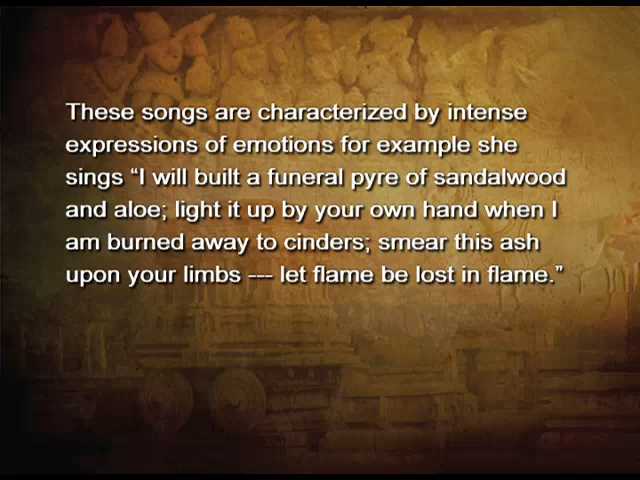 These songs are characterized by intense
expressions of emotions for example she
sings “I will built a funeral pyre of sandalwood
and aloe; light it up by your own hand when I
am burned away to cinders; smear this ash
upon your limbs --- let flame be lost in flame.”